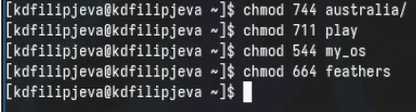 [kdfilipjeva@kdfilipjeva ~]$ chmod 744 australia/
[kdfilipjeva@kdfilipjeva ~]$ chmod 711 play
[kdfilipjeva@kdfilipjeva ~]$ chmod 544 my_os
[kdfilipjeva@kdfilipjeva ~]$ chmod 664 feathers
[kdfilipjeva@kdfilipjeva ~]$